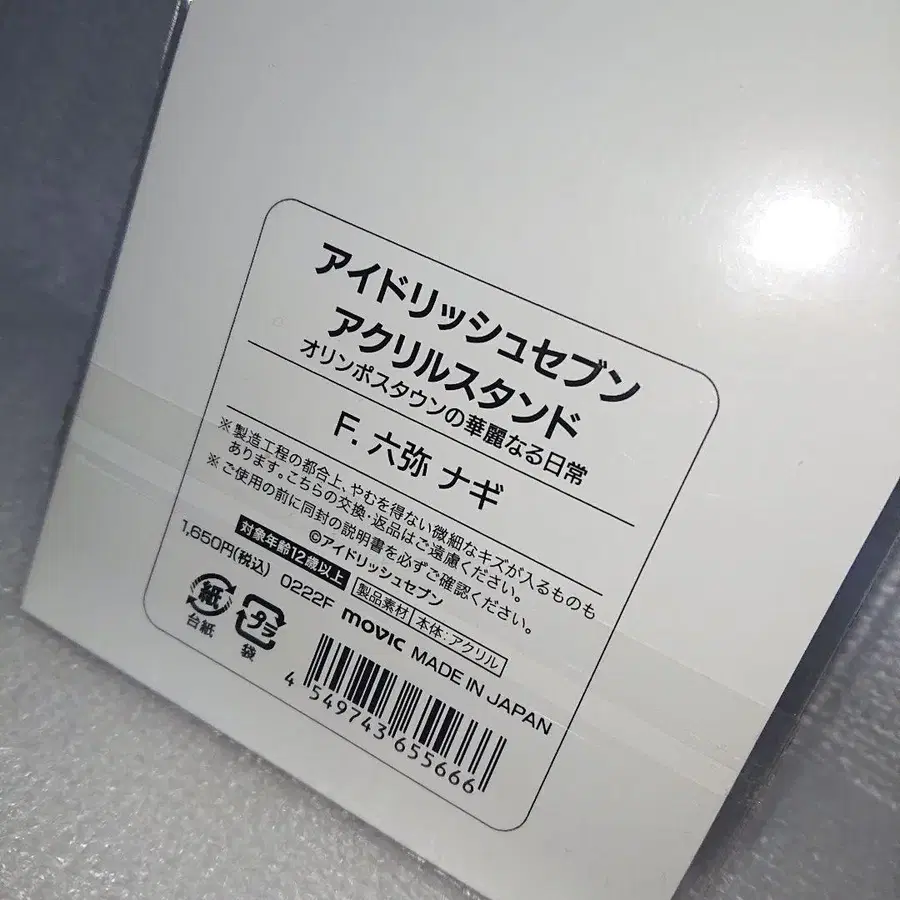 アイドリッシュセブン
アクリルスタンド
オリンポスタウンの華麗なる日常
F. 六弥 ナギ
※製造工程の都合上、やむを得ない微細なキズが入るものも
あります。こちらの交換・返品はご遠慮ください。
※ご使用の前に同封の説明書を必ずご確認ください。
©アイドリッシュセブン
対象年齢12歳以上 製品素材 本体:アクリル
1,650円(税込) 0222F movic MADE IN JAPAN
紙 プラ
台紙 袋
4 549743 655666